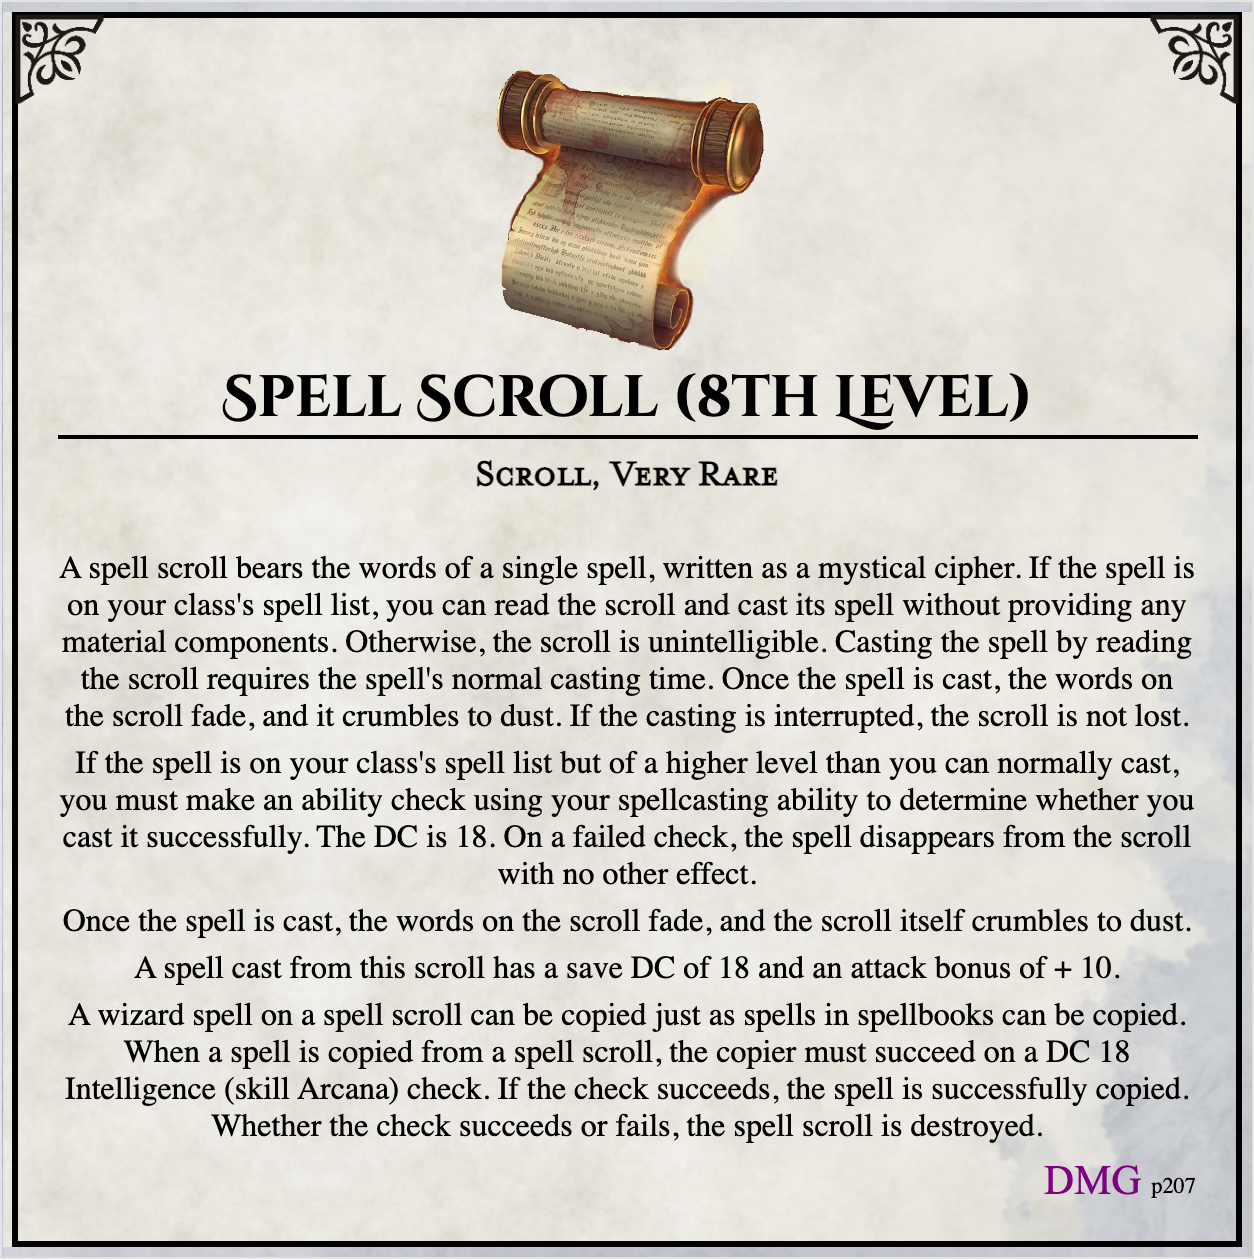 Spell Scroll (8th Level)
Scroll, Very Rare
A spell scroll bears the words of a single spell, written as a mystical cipher. If the spell is
on your class's spell list, you can read the scroll and cast its spell without providing any
material components. Otherwise, the scroll is unintelligible. Casting the spell by reading
the scroll requires the spell's normal casting time. Once the spell is cast, the words on
the scroll fade, and it crumbles to dust. If the casting is interrupted, the scroll is not lost.
If the spell is on your class's spell list but of a higher level than you can normally cast,
you must make an ability check using your spellcasting ability to determine whether you
cast it successfully. The DC is 18. On a failed check, the spell disappears from the scroll
with no other effect.
Once the spell is cast, the words on the scroll fade, and the scroll itself crumbles to dust.
A spell cast from this scroll has a save DC of 18 and an attack bonus of + 10.
A wizard spell on a spell scroll can be copied just as spells in spellbooks can be copied.
When a spell is copied from a spell scroll, the copier must succeed on a DC 18
Intelligence (skill Arcana) check. If the check succeeds, the spell is successfully copied.
Whether the check succeeds or fails, the spell scroll is destroyed.
DMG p207